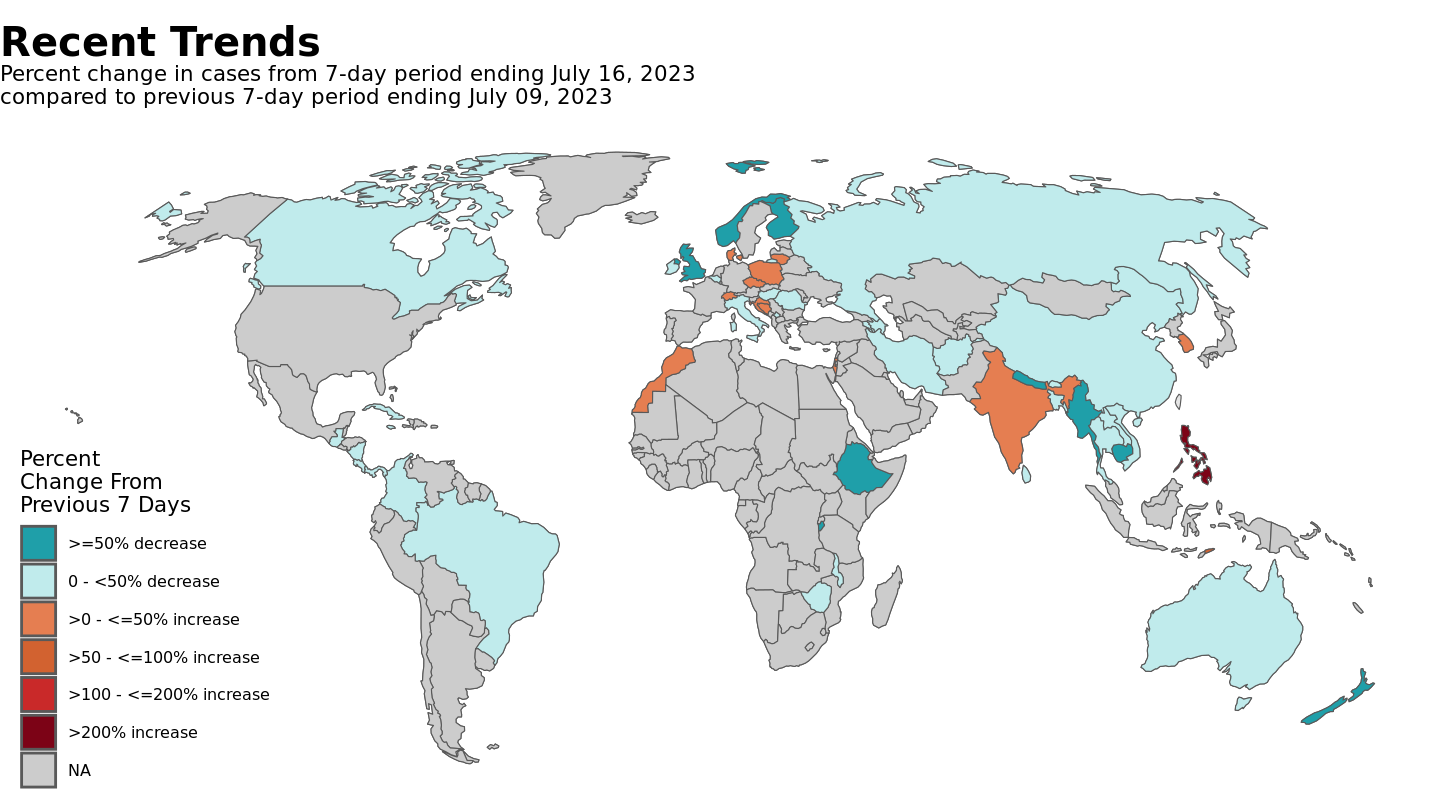 Recent Trends
Percent change in cases from 7-day period ending July 16, 2023
compared to previous 7-day period ending July 09, 2023
Percent
Change From
Previous 7 Days
>=50% decrease
0 - <50% decrease
>0 - <=50% increase
>50 - <=100% increase
>100 - <=200% increase
>200% increase
NA